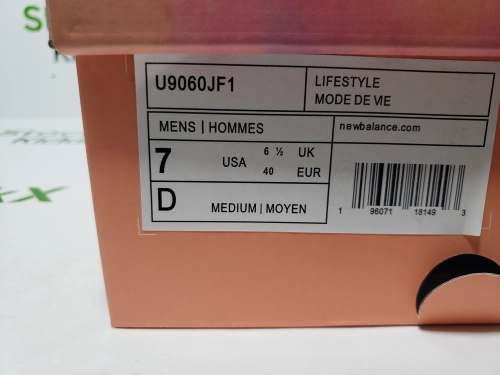 U9060JF1
LIFESTYLE
MODE DE VIE
MENS | HOMMES
newbalance.com
7 USA 6 ½ UK
40 EUR
D MEDIUM | MOYEN
1 96071 18149 3